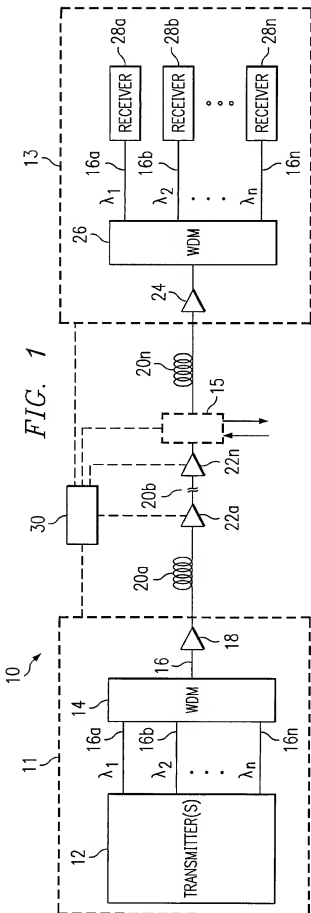 FIG. 1
10
11
12
TRANSMITTER(S)
λ1
λ2
. . .
λn
16a
16b
16n
14
WDM
16
18
20a
22a
20b
22n
30
15
20n
13
24
26
WDM
λ1
λ2
. . .
λn
16a
16b
16n
RECEIVER
28a
RECEIVER
28b
RECEIVER
28n